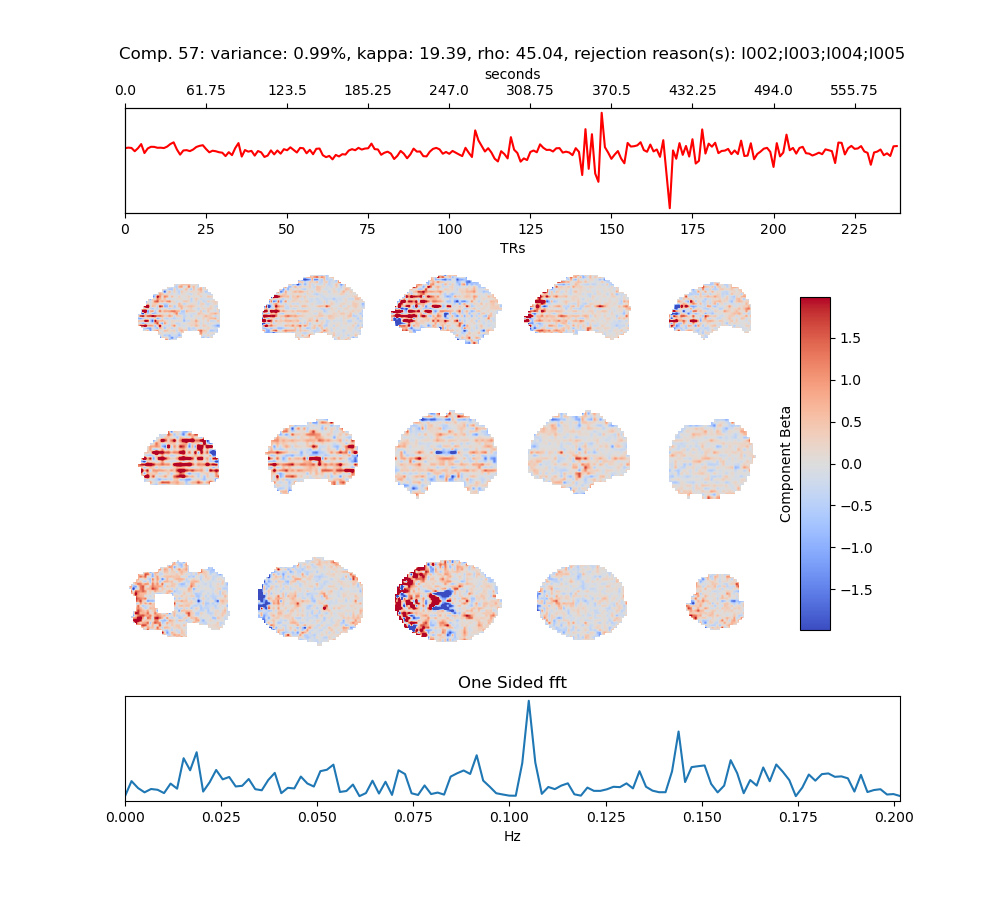 Comp. 57: variance: 0.99%, kappa: 19.39, rho: 45.04, rejection reason(s): I002;I003;I004;I005
seconds
0.0 61.75 123.5 185.25 247.0 308.75 370.5 432.25 494.0 555.75
0 25 50 75 100 125 150 175 200 225
TRs
1.5
1.0
0.5
0.0
−0.5
−1.0
−1.5
Component Beta
One Sided fft
0.000 0.025 0.050 0.075 0.100 0.125 0.150 0.175 0.200
Hz